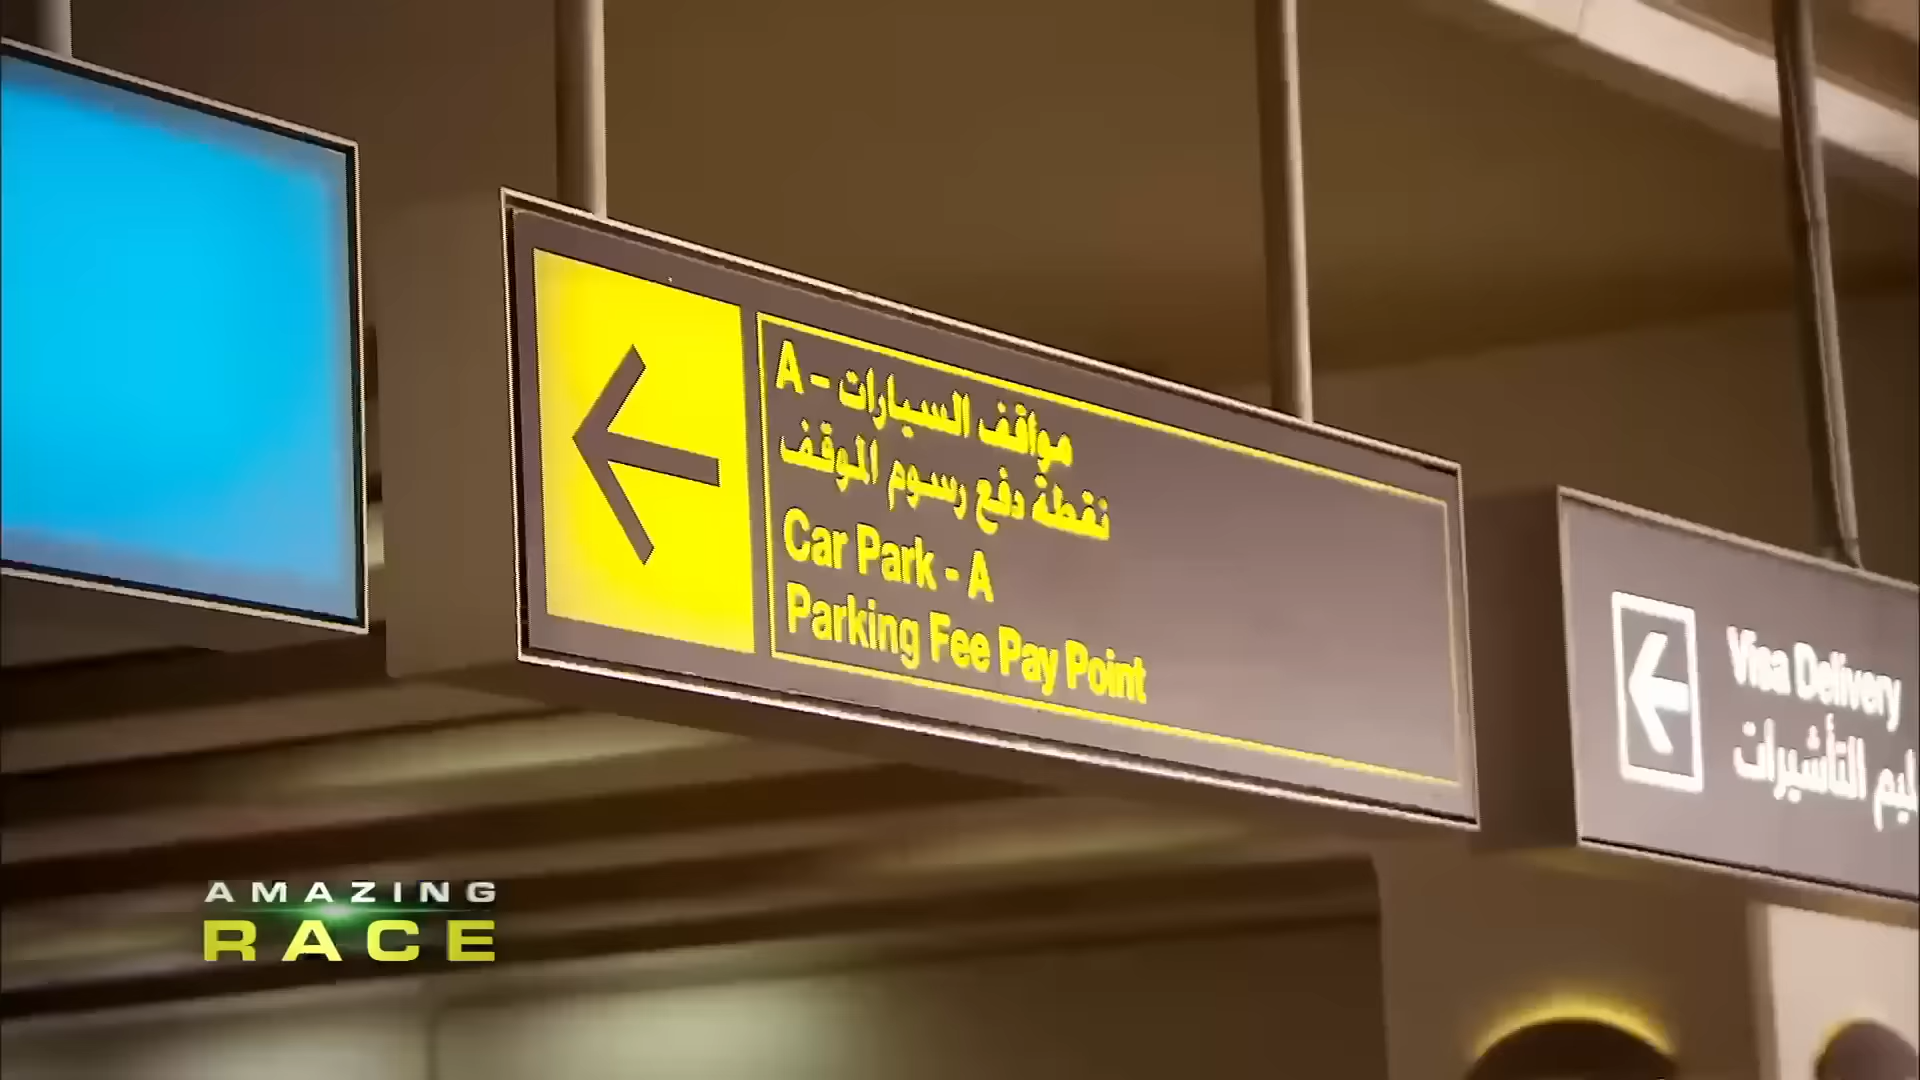 مواقف السيارات - A
نقطة دفع رسوم الموقف
Car Park - A
Parking Fee Pay Point
Visa Delivery
التأشيرات
AMAZING
RACE